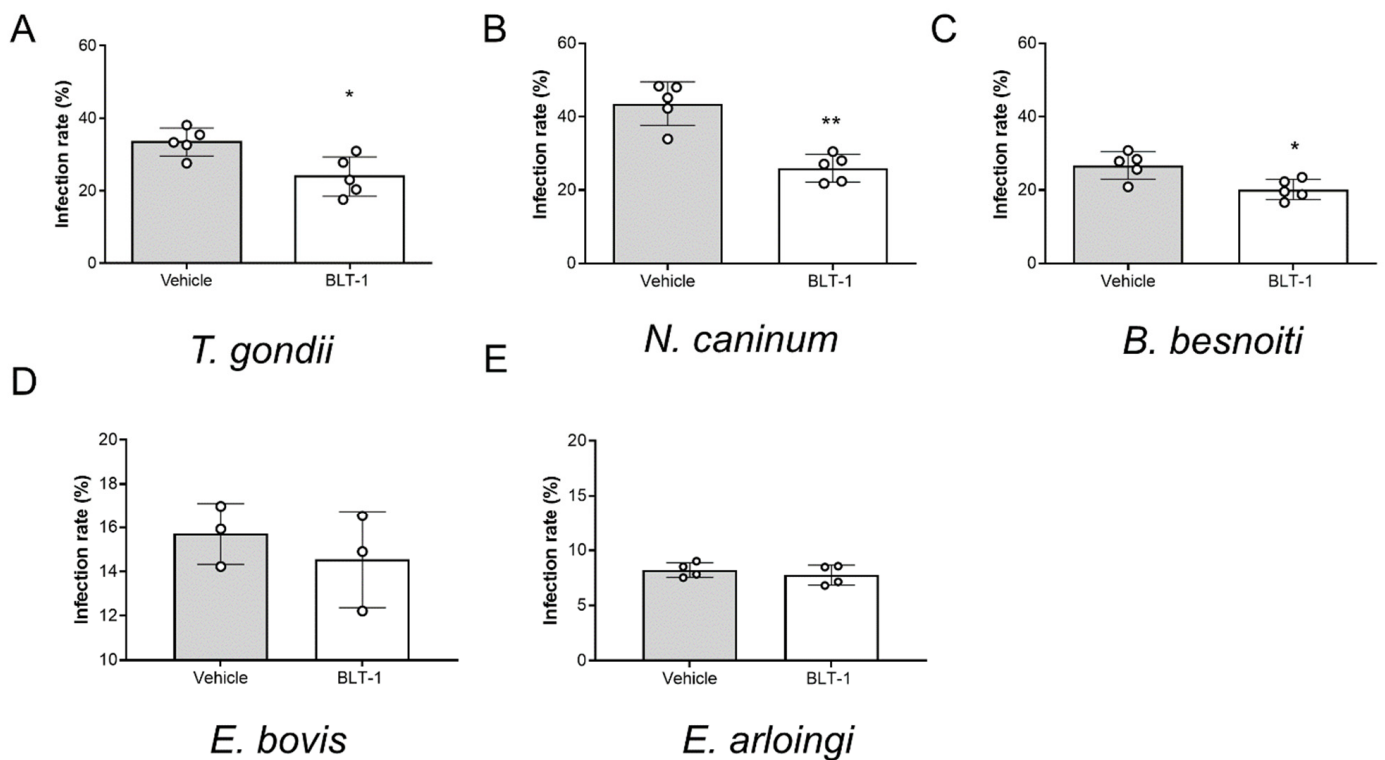 A
Infection rate (%)
60
40
20
0
*
Vehicle
BLT-1
T. gondii
B
Infection rate (%)
60
40
20
0
**
Vehicle
BLT-1
N. caninum
C
Infection rate (%)
60
40
20
0
*
Vehicle
BLT-1
B. besnoiti
D
Infection rate (%)
20
18
16
14
12
10
Vehicle
BLT-1
E. bovis
E
Infection rate (%)
20
15
10
5
0
Vehicle
BLT-1
E. arloingi